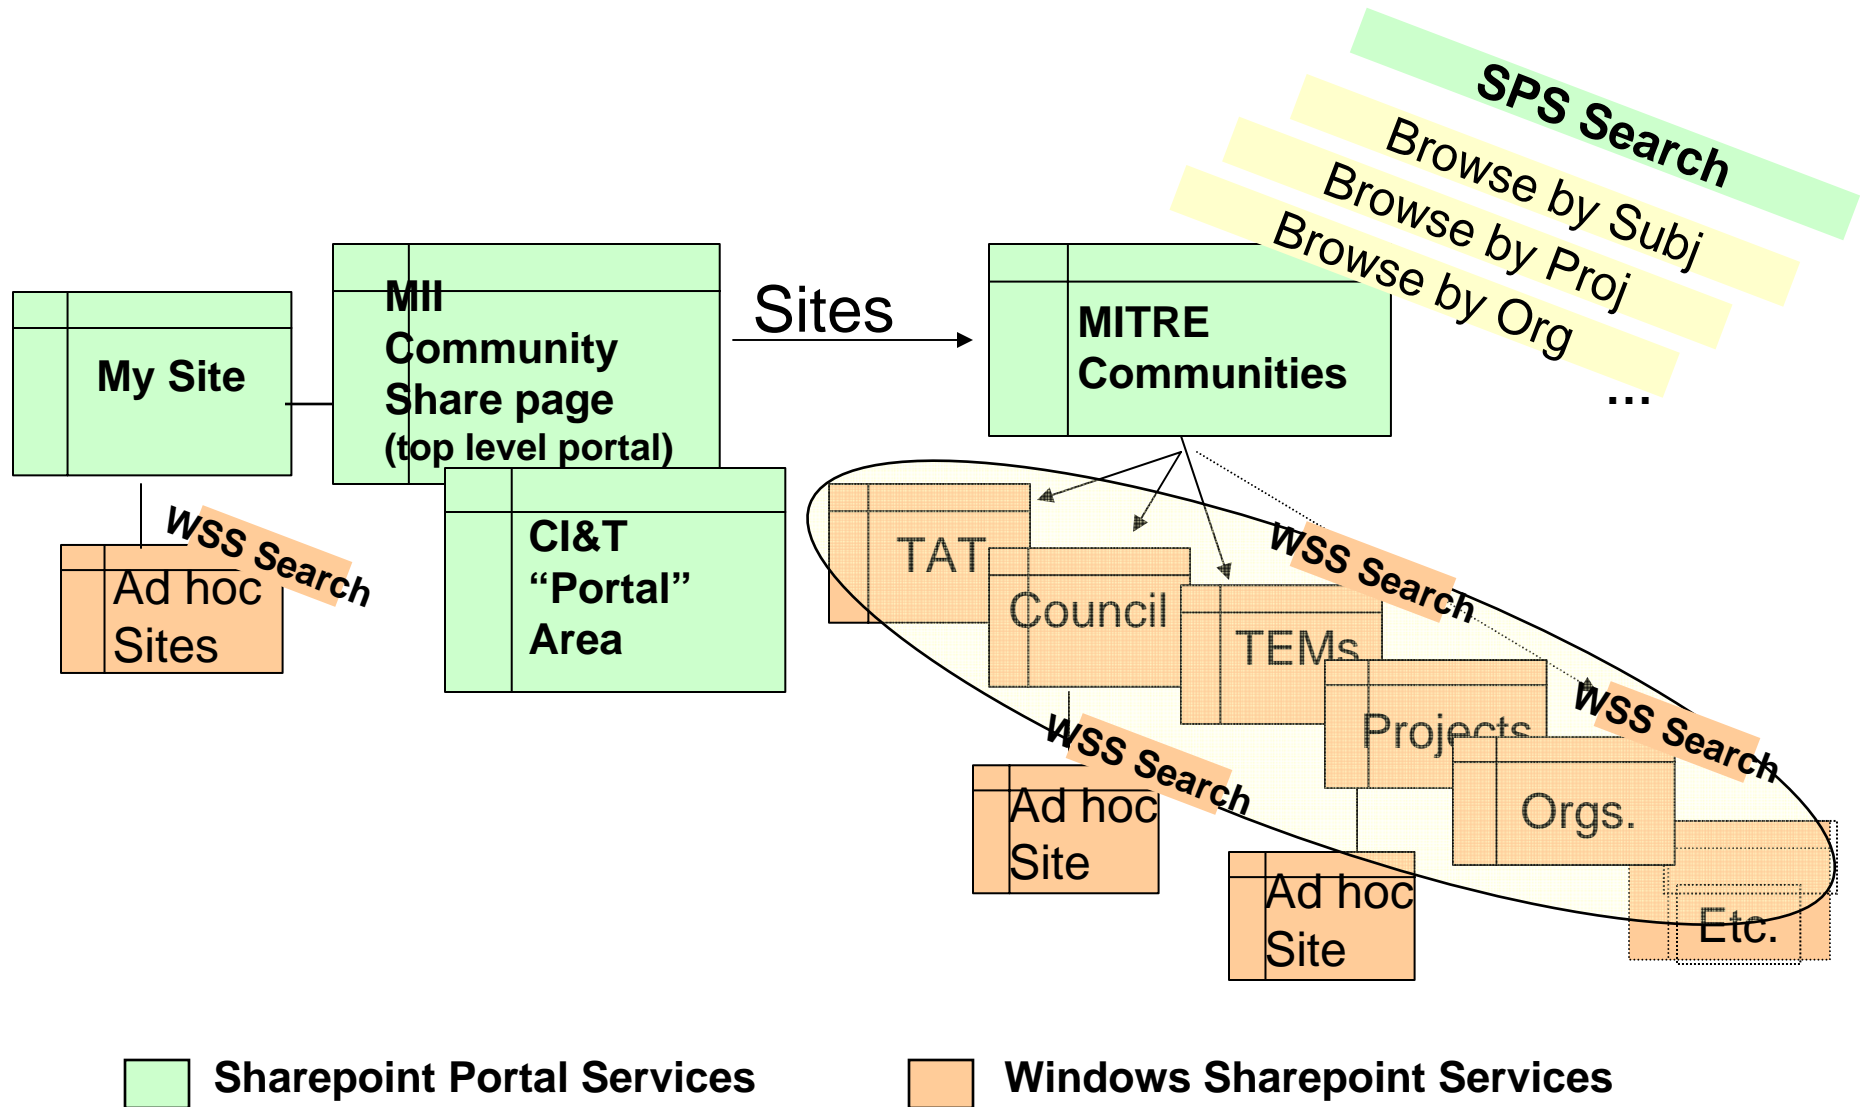 SPS Search
Browse by Subj
Browse by Proj
Browse by Org
...
My Site
MII
Community
Share page
(top level portal)
Sites
MITRE
Communities
WSS Search
Ad hoc
Sites
CI&T
“Portal”
Area
TAT
Council
TEMs
Projects
Orgs.
Etc.
WSS Search
WSS Search
WSS Search
Ad hoc
Site
Ad hoc
Site
Sharepoint Portal Services
Windows Sharepoint Services